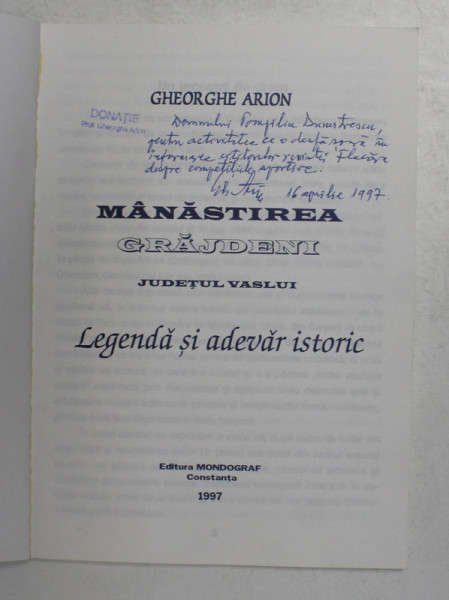 GHEORGHE ARION
DONAȚIE
Prof. Gheorghe Arion
Domnului Pompiliu Dumitrescu,
pentru activitatea ce o desfășoară în
informarea cititorilor revistei "Flacăra
despre competițiile sportive.
16 aprilie 1997.
MÂNĂSTIREA
GRĂJDENI
JUDEȚUL VASLUI
Legendă și adevăr istoric
Editura MONDOGRAF
Constanța
1997